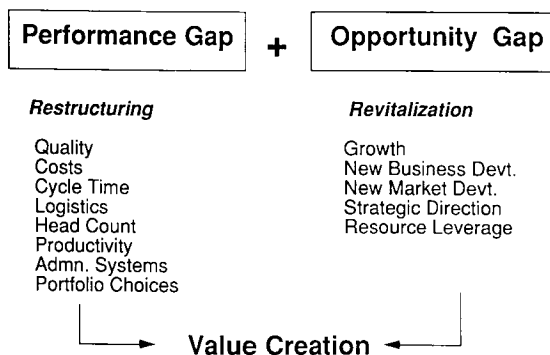 Performance Gap + Opportunity Gap
Restructuring
Quality
Costs
Cycle Time
Logistics
Head Count
Productivity
Admn. Systems
Portfolio Choices
Revitalization
Growth
New Business Devt.
New Market Devt.
Strategic Direction
Resource Leverage
Value Creation